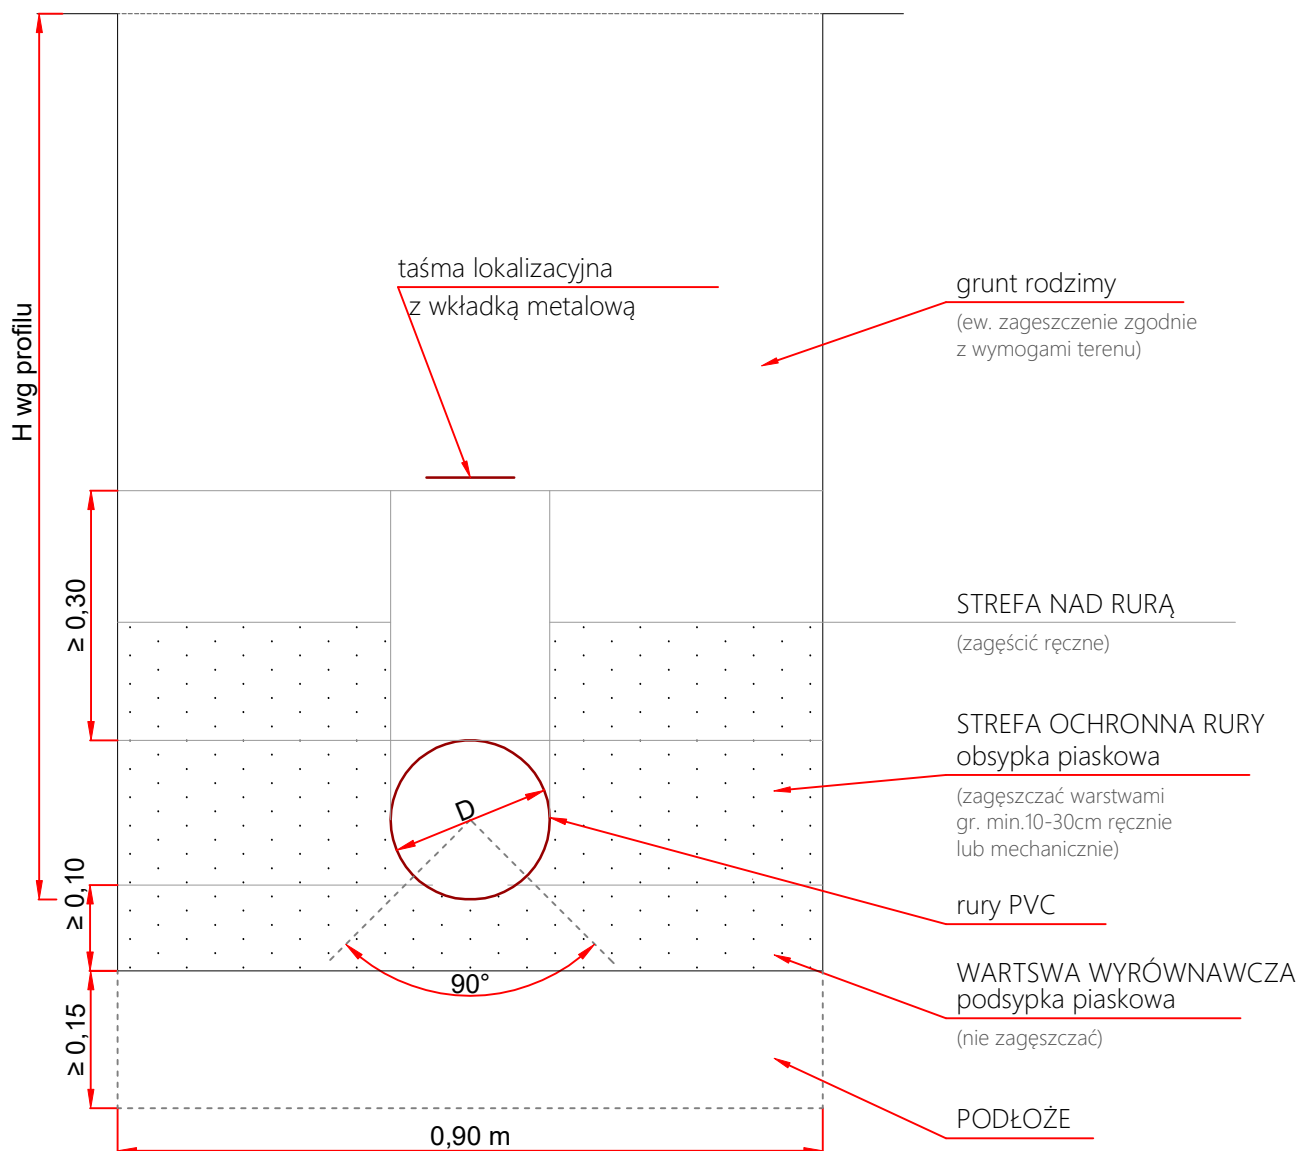 H wg profilu
taśma lokalizacyjna
z wkładką metalową
grunt rodzimy
(ew. zageszczenie zgodnie
z wymogami terenu)
≥ 0,30
STREFA NAD RURĄ
(zagęścić ręczne)
STREFA OCHRONNA RURY
obsypka piaskowa
(zagęszczać warstwami
gr. min.10-30cm ręcznie
lub mechanicznie)
D
≥ 0,10
rury PVC
90°
WARTSWA WYRÓWNAWCZA
podsypka piaskowa
(nie zagęszczać)
≥ 0,15
PODŁOŻE
0,90 m